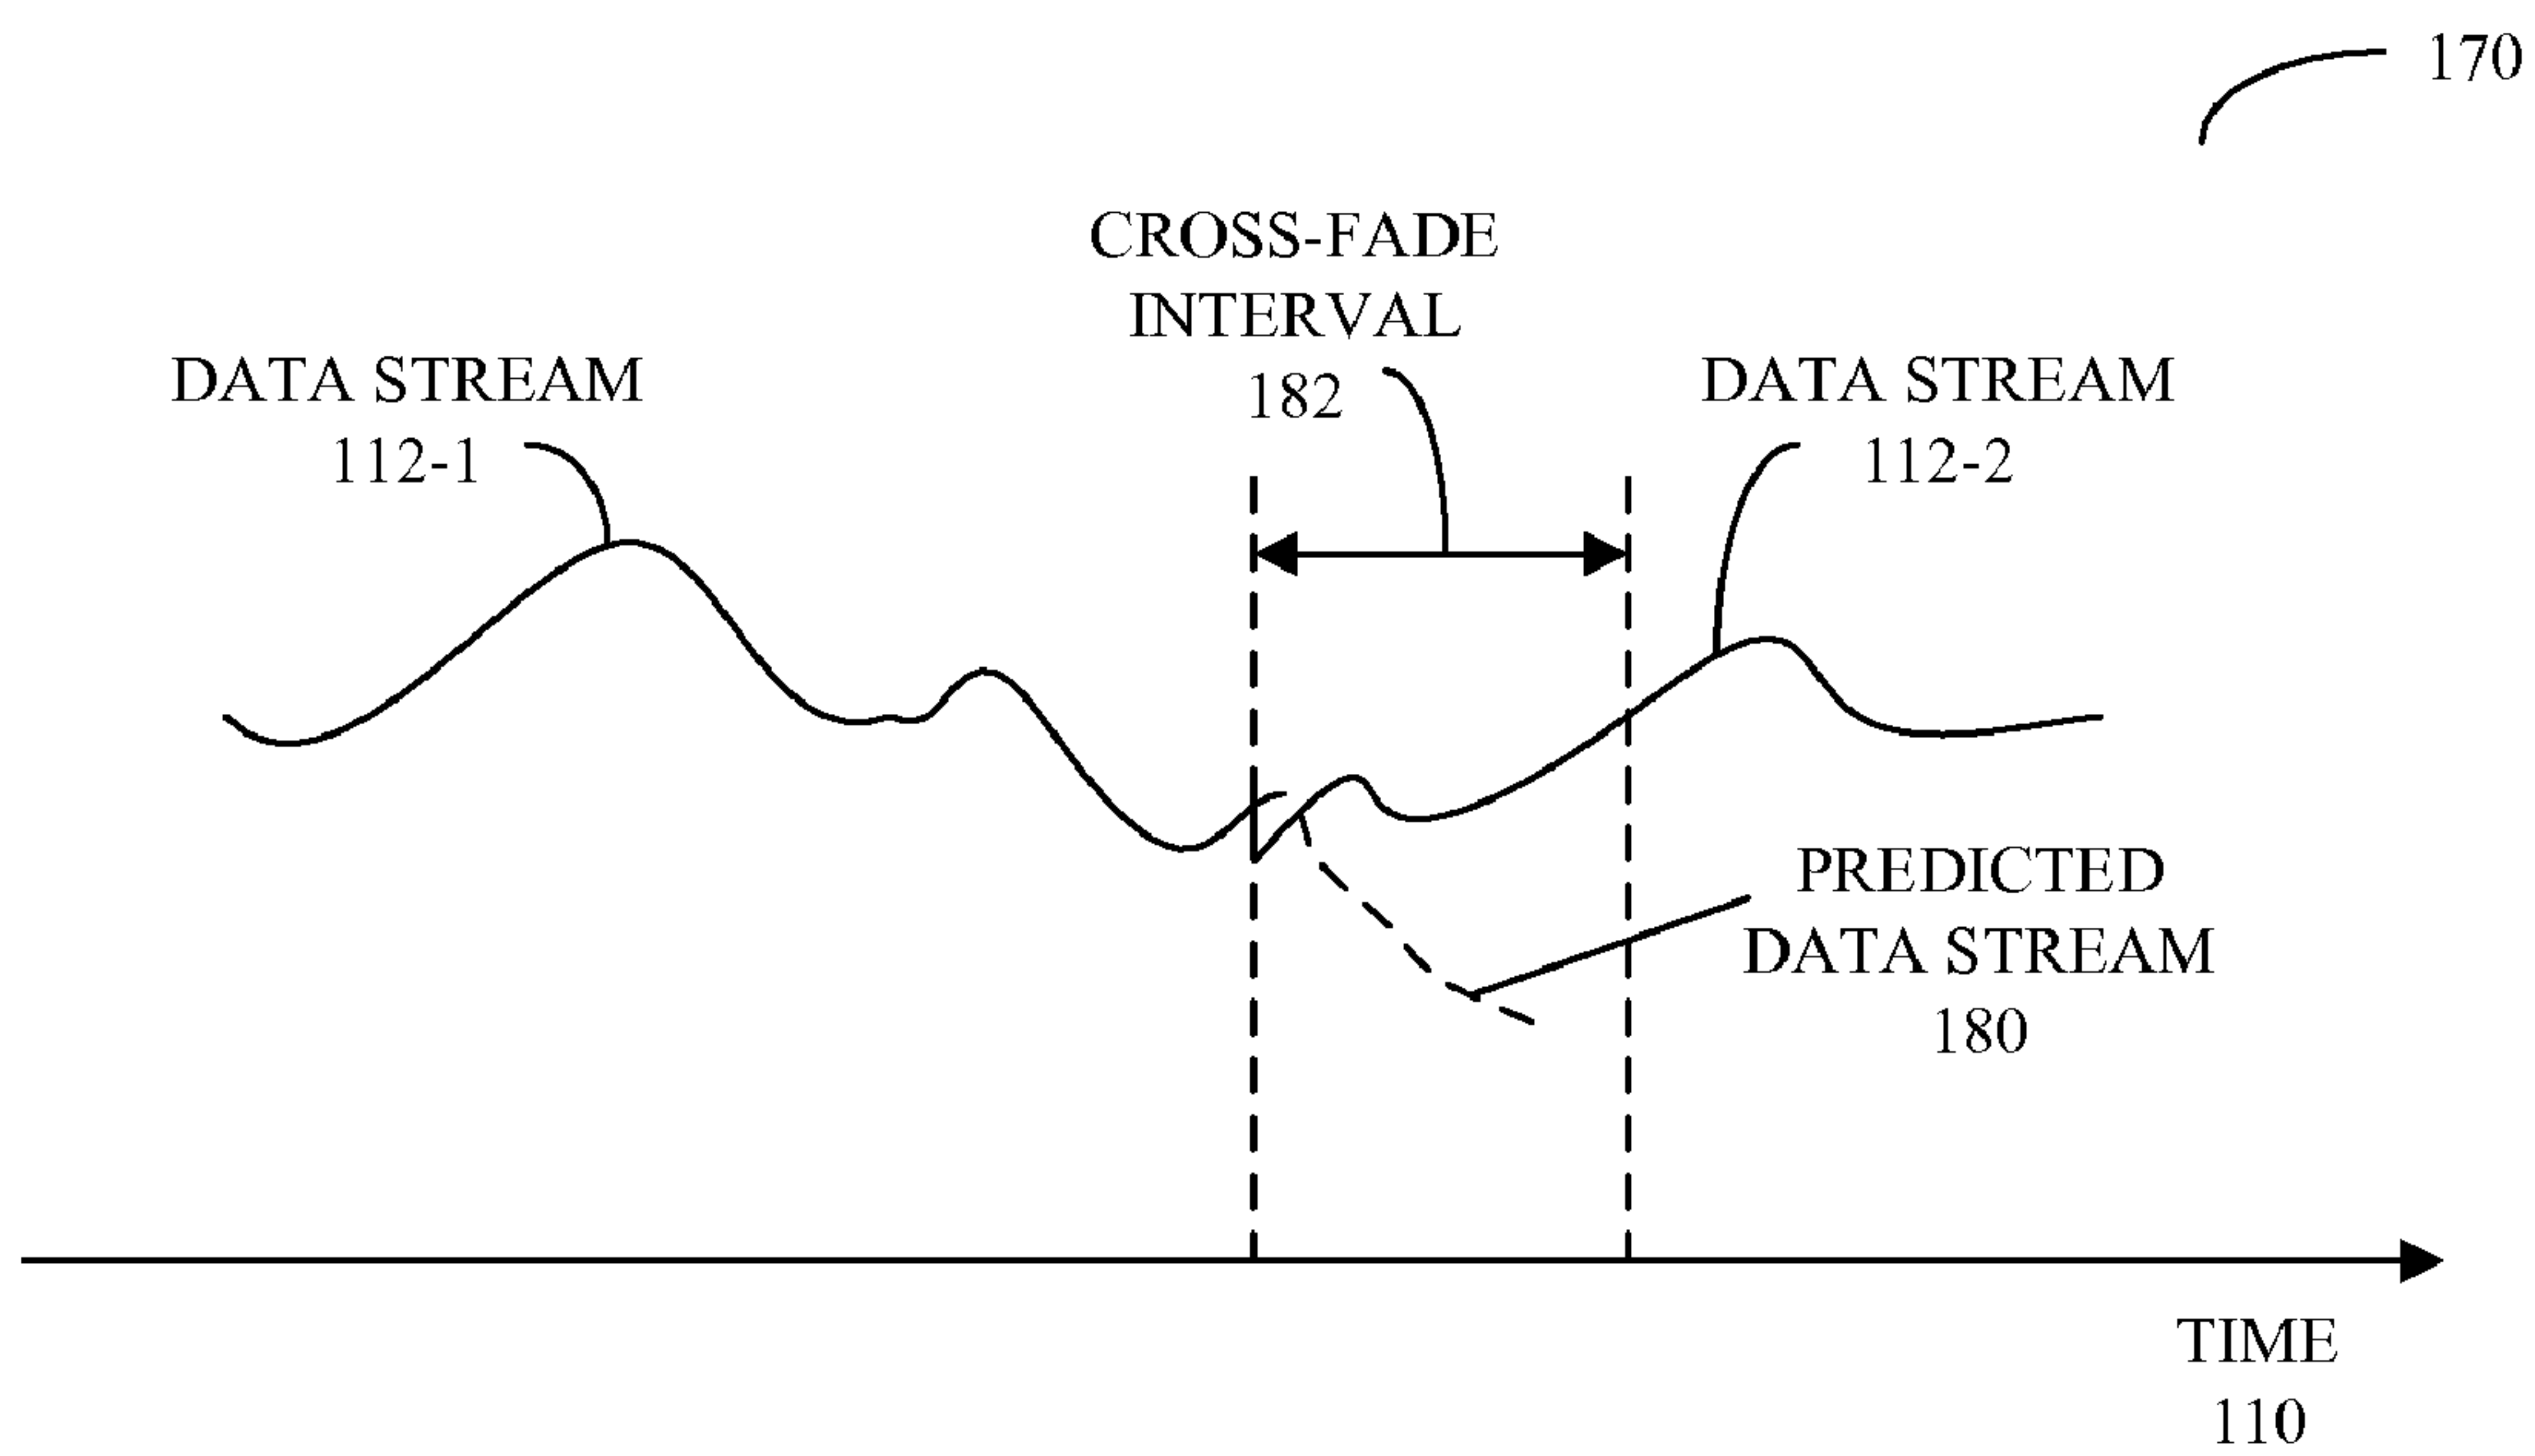 170
CROSS-FADE
INTERVAL
182
DATA STREAM
112-1
DATA STREAM
112-2
PREDICTED
DATA STREAM
180
TIME
110